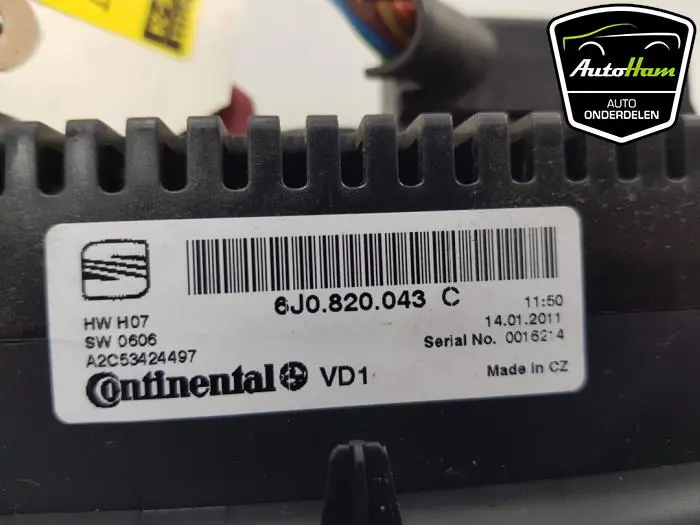 AutoHam
AUTO
ONDERDELEN
6J0.820.043 C
HW H07
SW 0606
A2C53424497
11:50
14.01.2011
Serial No. 0016214
Continental VD1
Made in CZ